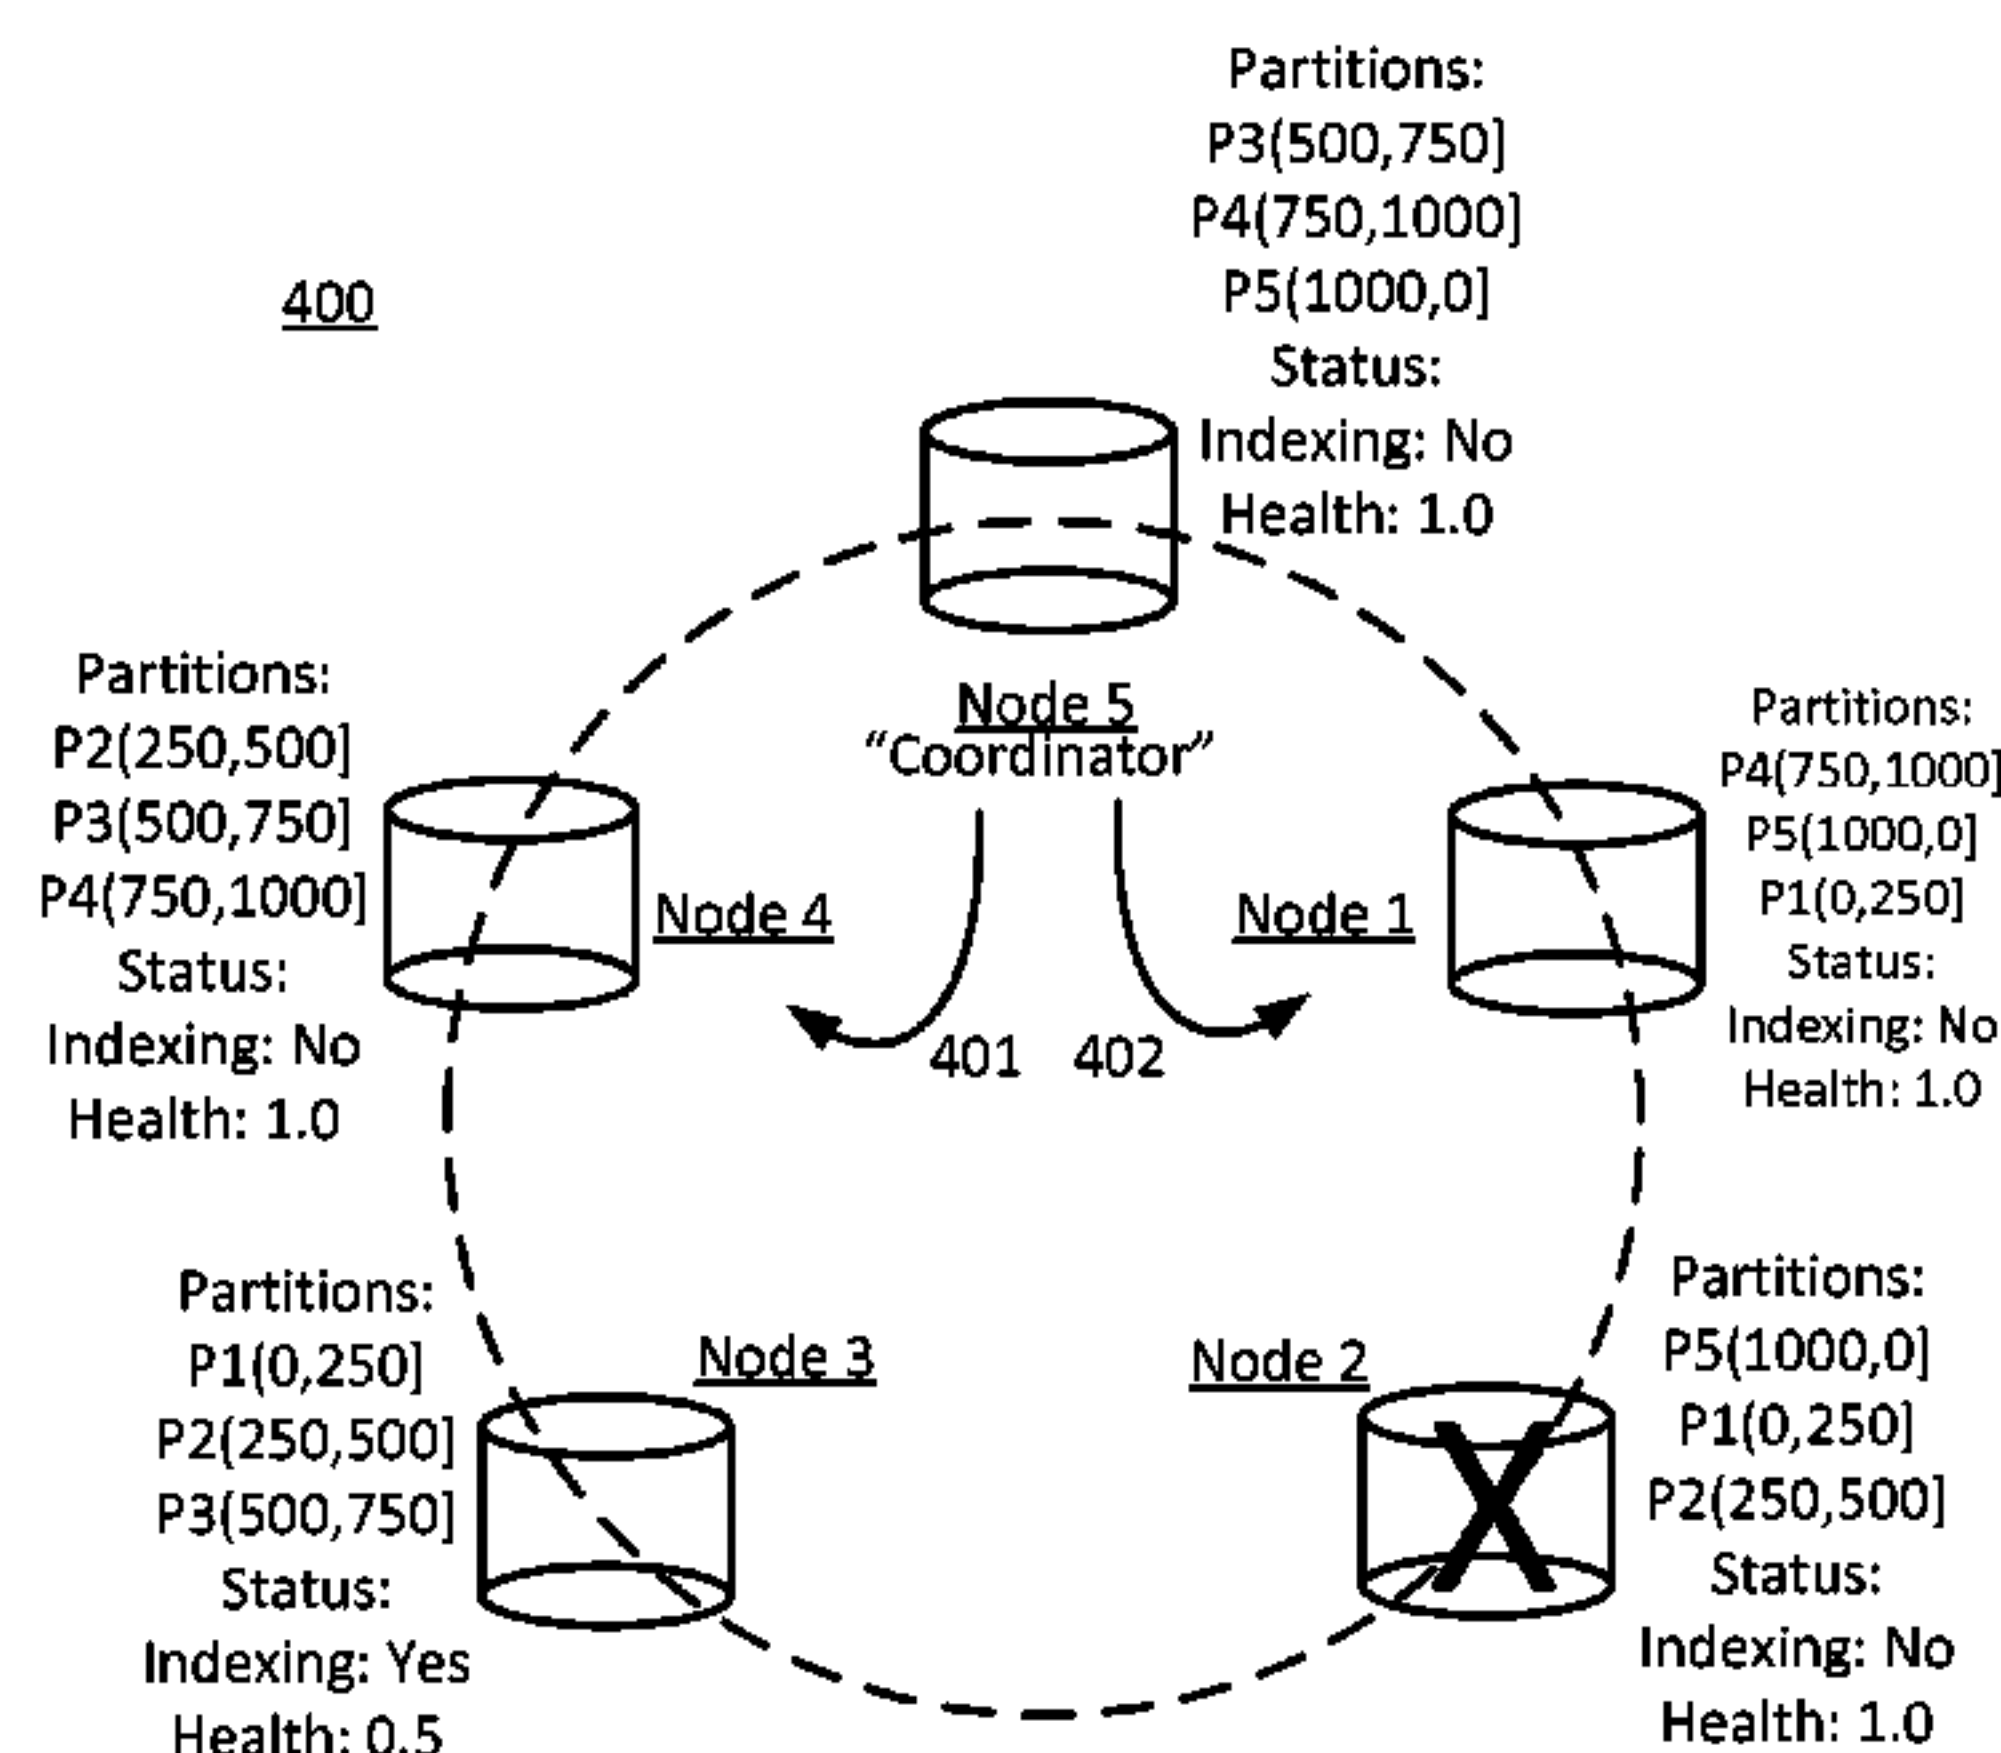 400
Partitions:
P3(500,750]
P4(750,1000]
P5(1000,0]
Status:
Indexing: No
Health: 1.0
Node 5
“Coordinator”
Partitions:
P2(250,500]
P3(500,750]
P4(750,1000]
Status:
Indexing: No
Health: 1.0
Node 4
Node 1
Partitions:
P4(750,1000]
P5(1000,0]
P1(0,250]
Status:
Indexing: No
Health: 1.0
401 402
Partitions:
P1(0,250]
P2(250,500]
P3(500,750]
Status:
Indexing: Yes
Health: 0.5
Node 3
Node 2
X
Partitions:
P5(1000,0]
P1(0,250]
P2(250,500]
Status:
Indexing: No
Health: 1.0